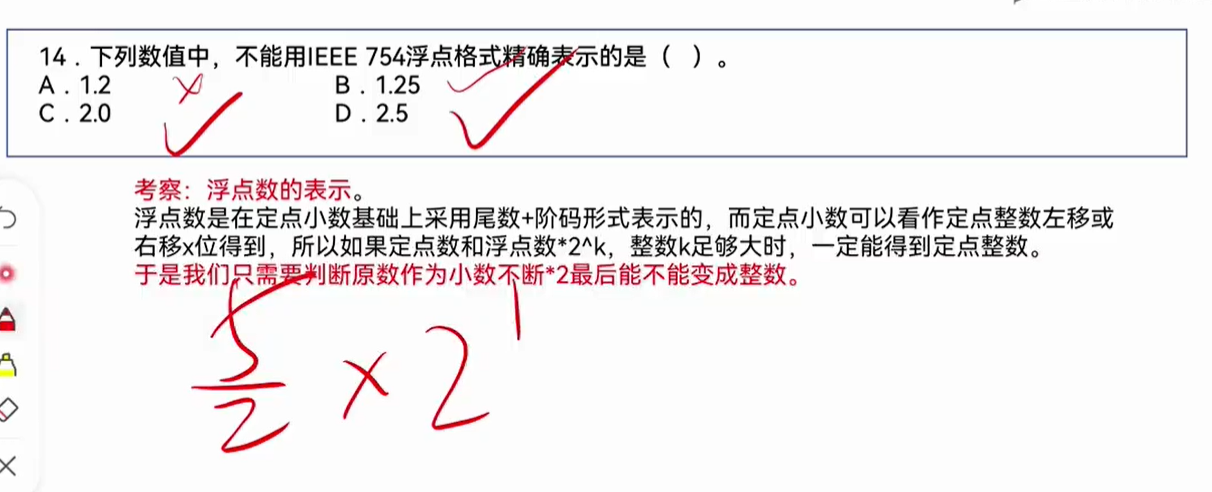 14．下列数值中，不能用IEEE 754浮点格式精确表示的是（ ）。
A．1.2 B．1.25
C．2.0 D．2.5
考察：浮点数的表示。
浮点数是在定点小数基础上采用尾数+阶码形式表示的，而定点小数可以看作定点整数左移或
右移x位得到，所以如果定点数和浮点数*2^k，整数k足够大时，一定能得到定点整数。
于是我们只需要判断原数作为小数不断*2最后能不能变成整数。
5/2 × 2^1